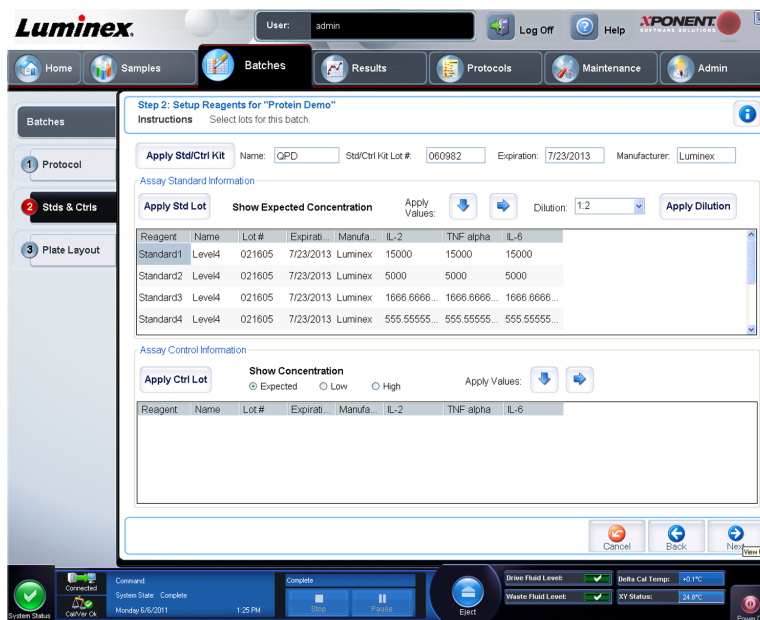 Luminex.
User: admin
Log Off
Help
XPONENT.
SOFTWARE SOLUTIONS
Home
Samples
Batches
Results
Protocols
Maintenance
Admin
Batches
1 Protocol
2 Stds & Ctrls
3 Plate Layout
Step 2: Setup Reagents for "Protein Demo"
Instructions Select lots for this batch.
Apply Std/Ctrl Kit Name: QPD Std/Ctrl Kit Lot #: 060982 Expiration: 7/23/2013 Manufacturer: Luminex
Assay Standard Information
Apply Std Lot Show Expected Concentration Apply Values: Dilution: 1:2 Apply Dilution
Reagent Name Lot # Expirati... Manufa... IL-2 TNF alpha IL-6
Standard1 Level4 021605 7/23/2013 Luminex 15000 15000 15000
Standard2 Level4 021605 7/23/2013 Luminex 5000 5000 5000
Standard3 Level4 021605 7/23/2013 Luminex 1666.6666... 1666.6666... 1666.6666...
Standard4 Level4 021605 7/23/2013 Luminex 555.55555... 555.55555... 555.55555...
Assay Control Information
Apply Ctrl Lot Show Concentration
Expected Low High Apply Values:
Reagent Name Lot # Expirati... Manufa... IL-2 TNF alpha IL-6
Cancel
Back
Next
View
System Status
Connected
Cal/Ver Ok
Command:
System State: Complete
Monday 6/6/2011 1:25 PM
Complete
Stop
Pause
Eject
Drive Fluid Level:
Waste Fluid Level:
Delta Cal Temp: +0.1°C
XY Status: 24.8°C